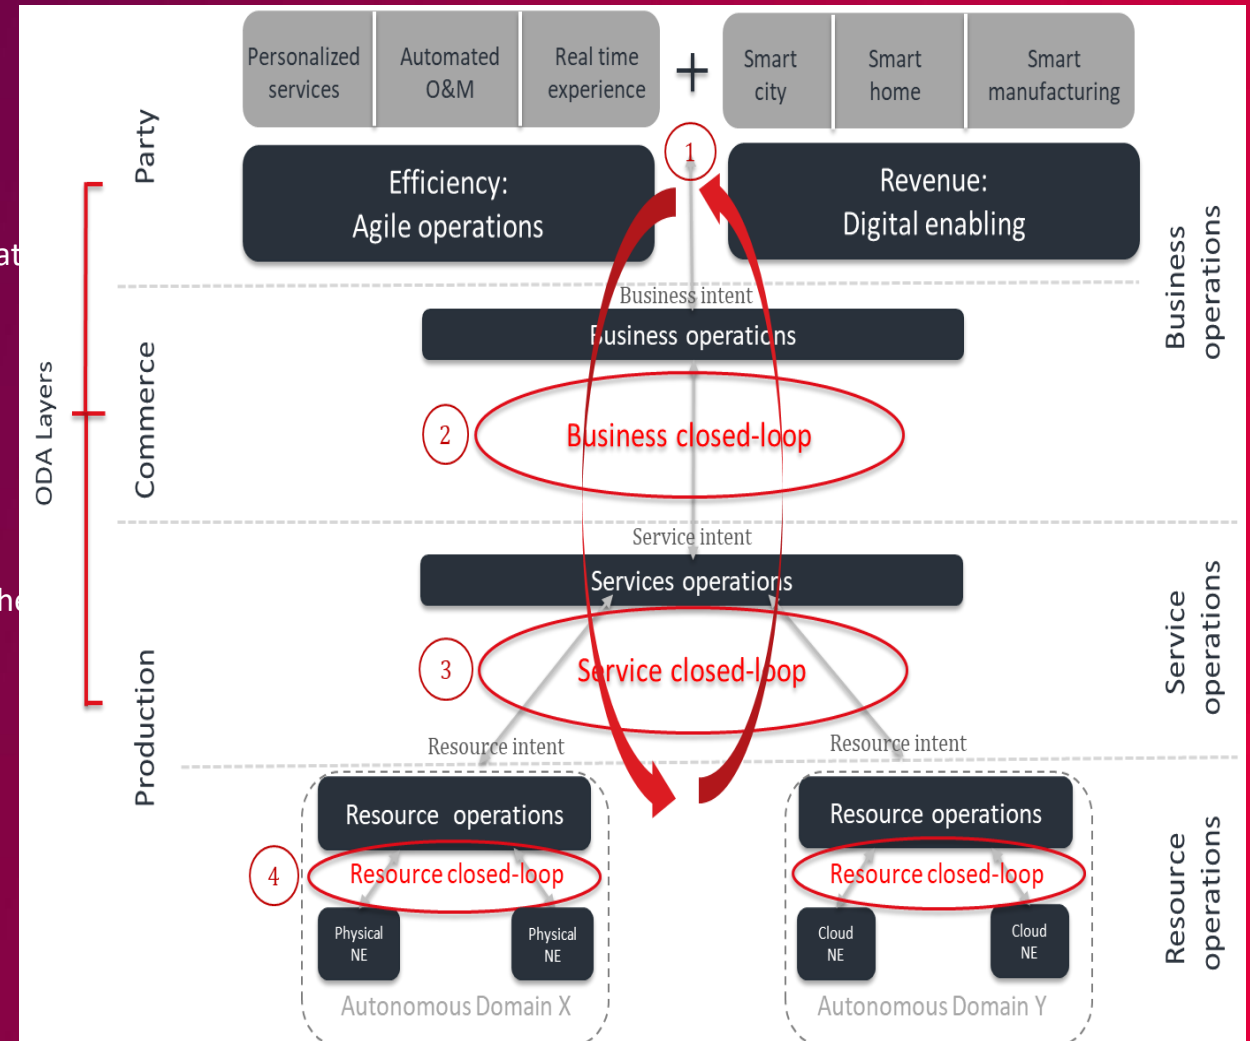 Personalized
services
Automated
O&M
Real time
experience
+
Smart
city
Smart
home
Smart
manufacturing
Party
1
Efficiency:
Agile operations
Revenue:
Digital enabling
Business
operations
at
Business intent
Business operations
ODA Layers
Commerce
2
Business closed-loop
Service intent
Services operations
he
Service
operations
3
Service closed-loop
Production
Resource intent
Resource intent
Resource operations
Resource operations
4
Resource closed-loop
Resource closed-loop
Resource
operations
Physical
NE
Physical
NE
Cloud
NE
Cloud
NE
Autonomous Domain X
Autonomous Domain Y